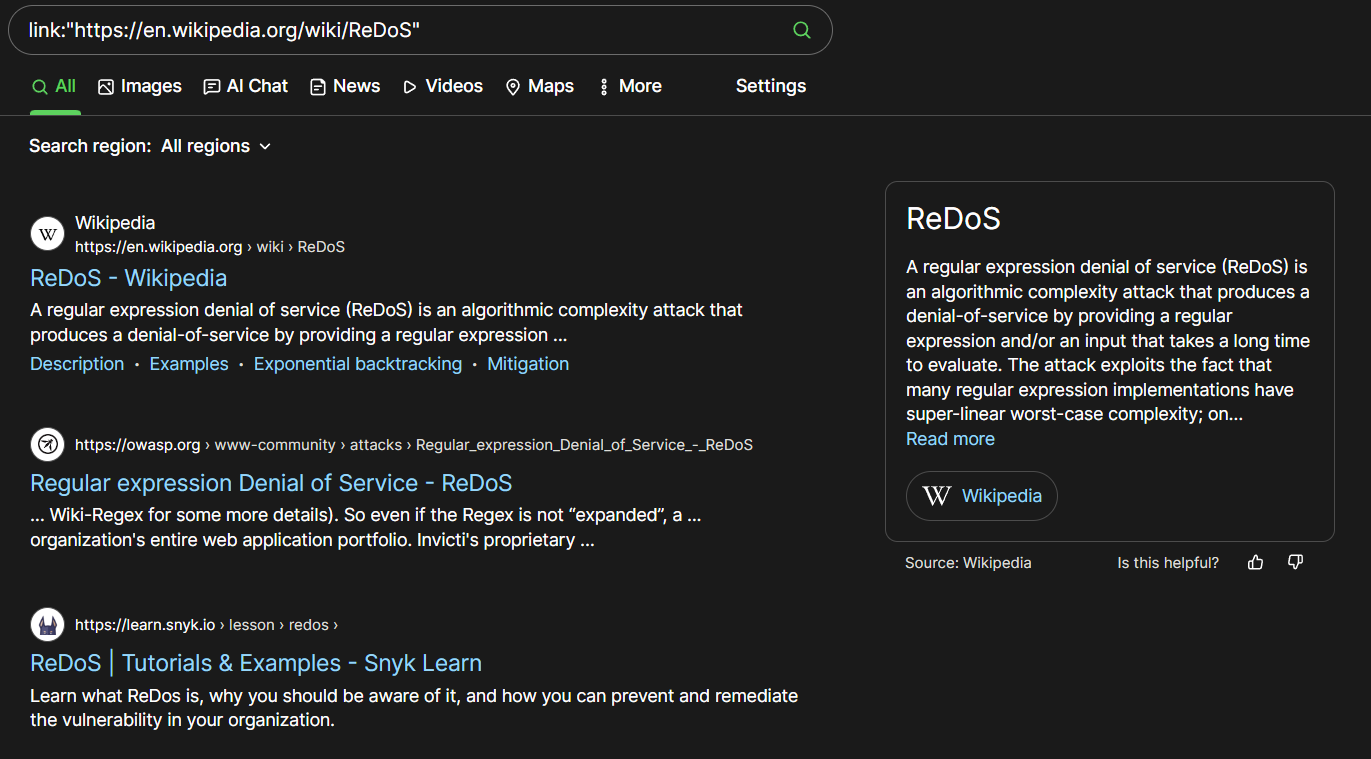 link:"https://en.wikipedia.org/wiki/ReDoS"
All Images AI Chat News Videos Maps More Settings
Search region: All regions
Wikipedia
https://en.wikipedia.org › wiki › ReDoS
ReDoS - Wikipedia
A regular expression denial of service (ReDoS) is an algorithmic complexity attack that
produces a denial-of-service by providing a regular expression ...
Description • Examples • Exponential backtracking • Mitigation
https://owasp.org › www-community › attacks › Regular_expression_Denial_of_Service_-_ReDoS
Regular expression Denial of Service - ReDoS
... Wiki-Regex for some more details). So even if the Regex is not “expanded”, a ...
organization's entire web application portfolio. Invicti's proprietary ...
https://learn.snyk.io › lesson › redos ›
ReDoS | Tutorials & Examples - Snyk Learn
Learn what ReDos is, why you should be aware of it, and how you can prevent and remediate
the vulnerability in your organization.
ReDoS
A regular expression denial of service (ReDoS) is
an algorithmic complexity attack that produces a
denial-of-service by providing a regular
expression and/or an input that takes a long time
to evaluate. The attack exploits the fact that
many regular expression implementations have
super-linear worst-case complexity; on...
Read more
W Wikipedia
Source: Wikipedia Is this helpful?